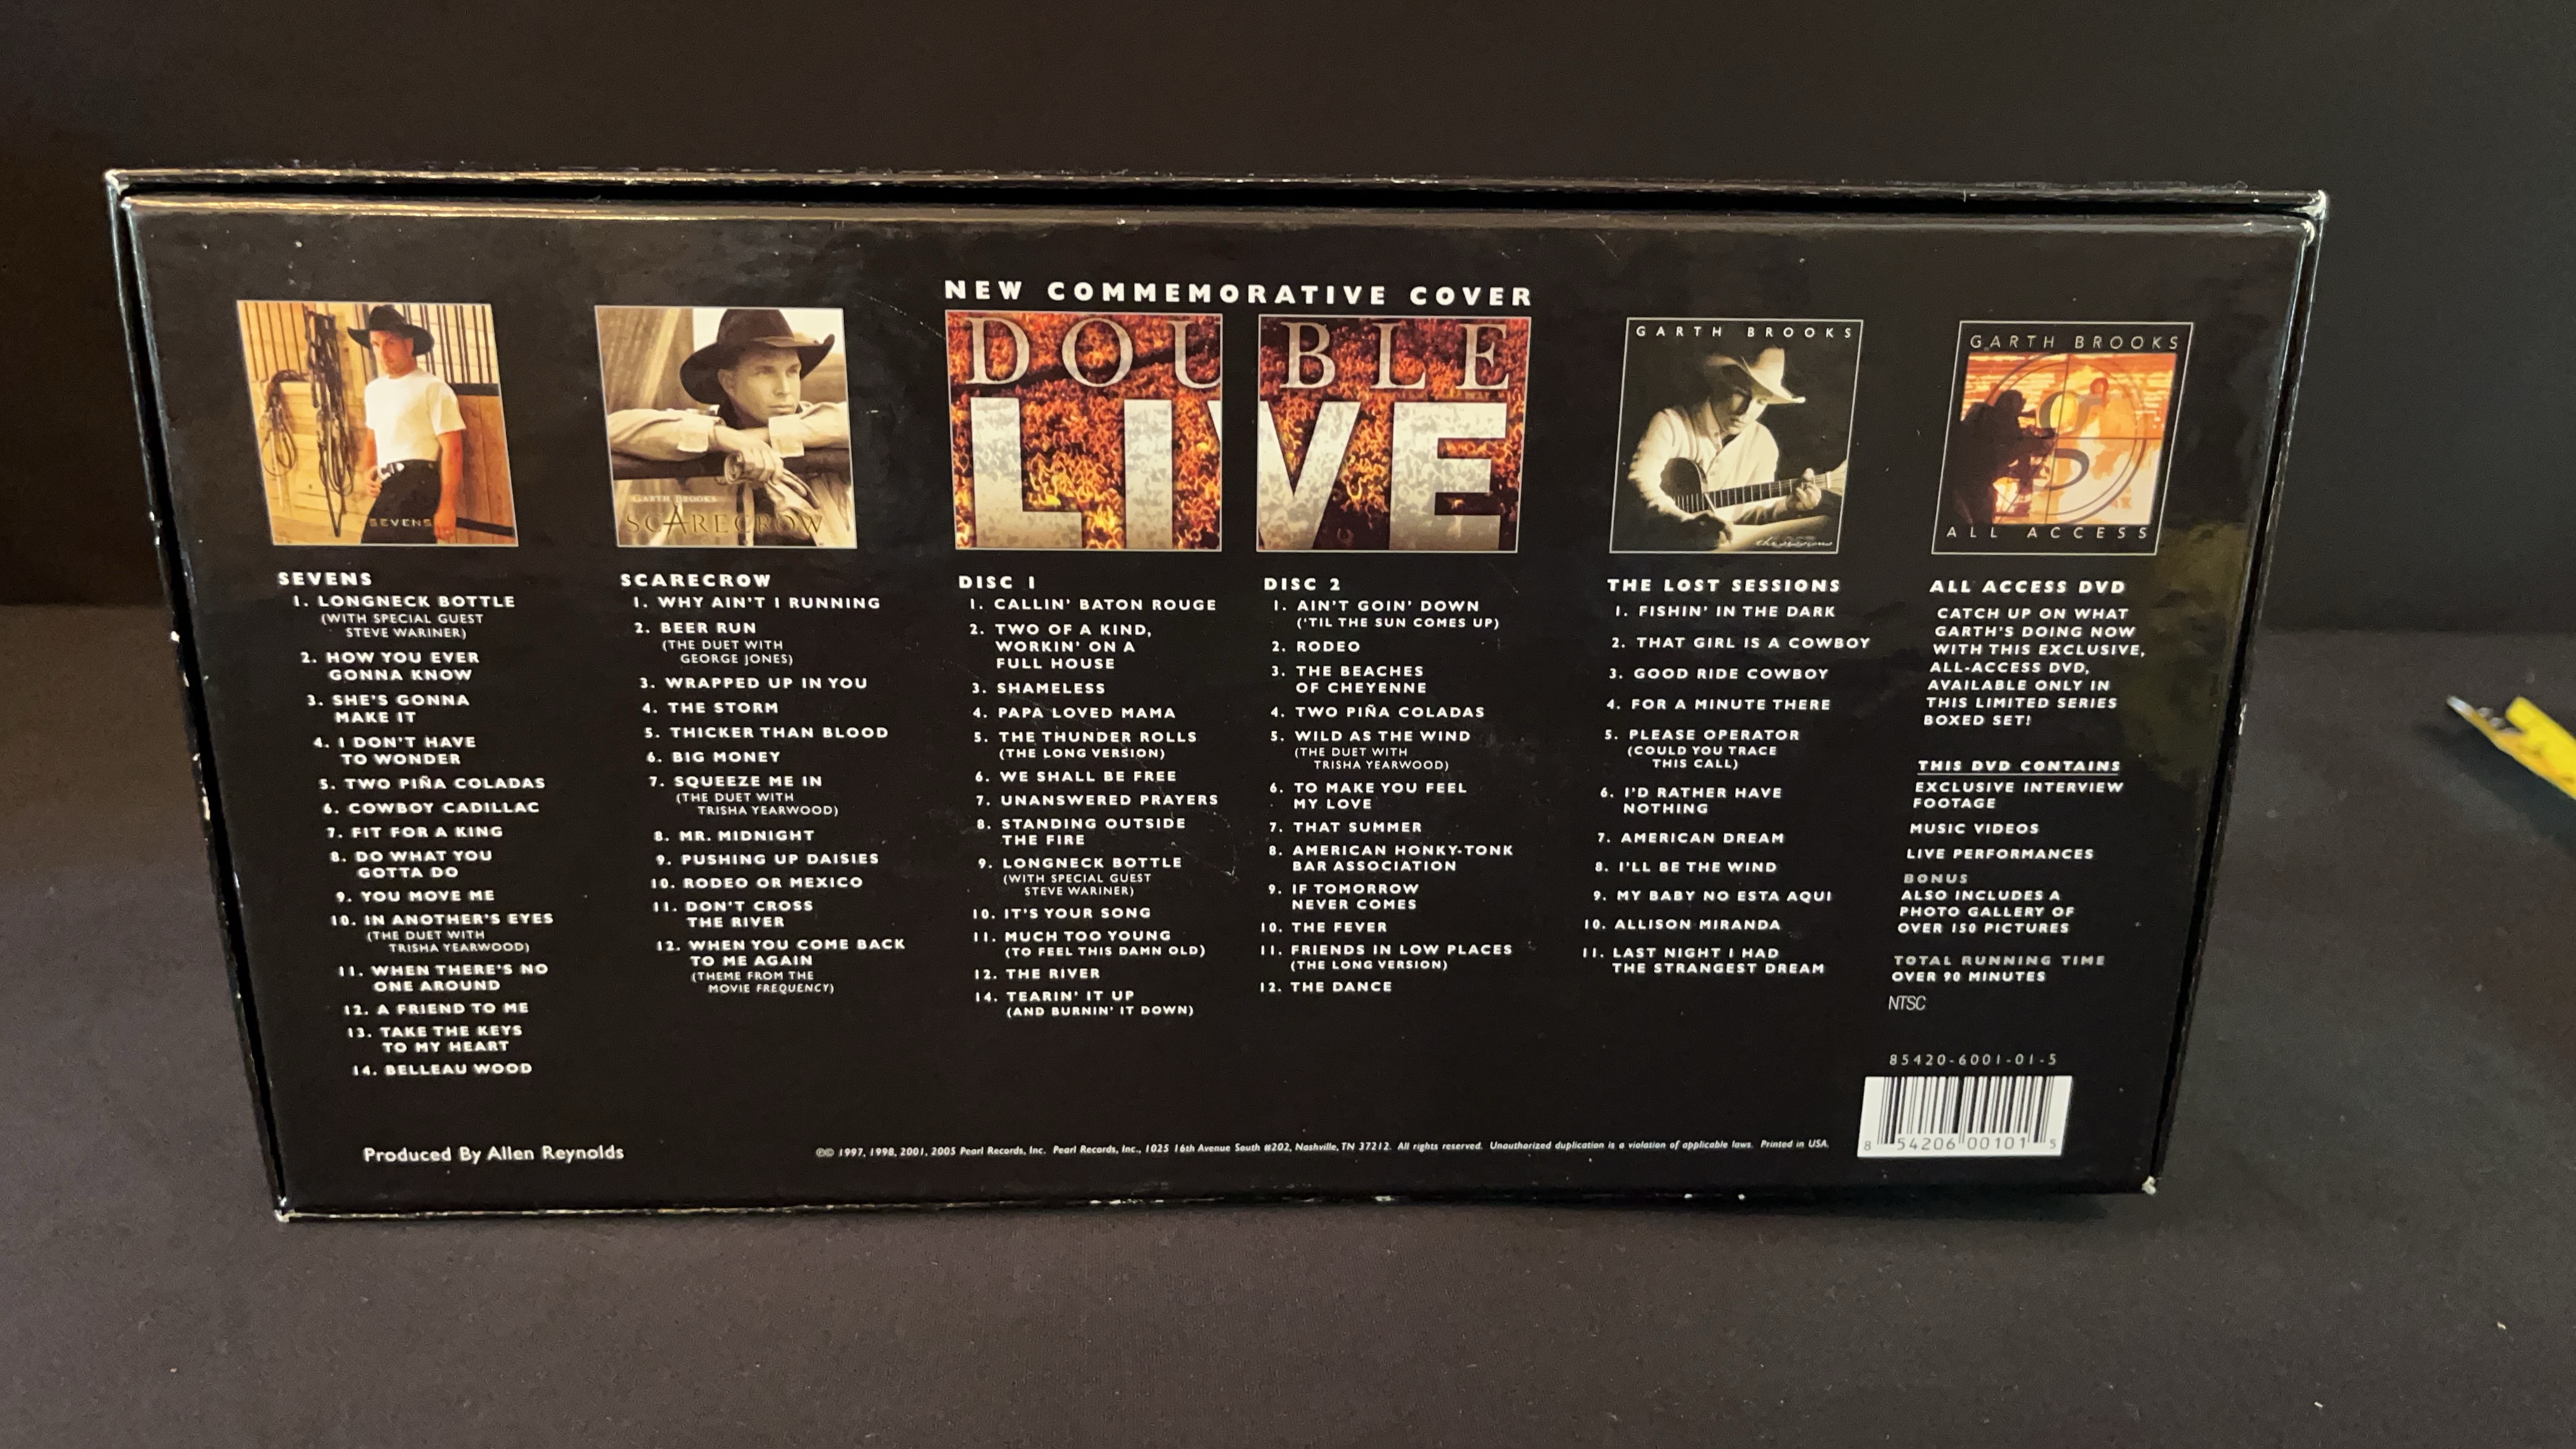 NEW COMMEMORATIVE COVER
SEVENS
SEVENS
1. LONGNECK BOTTLE
(WITH SPECIAL GUEST
STEVE WARINER)
2. HOW YOU EVER
GONNA KNOW
3. SHE'S GONNA
MAKE IT
4. I DON'T HAVE
TO WONDER
5. TWO PIÑA COLADAS
6. COWBOY CADILLAC
7. FIT FOR A KING
8. DO WHAT YOU
GOTTA DO
9. YOU MOVE ME
10. IN ANOTHER'S EYES
(THE DUET WITH
TRISHA YEARWOOD)
11. WHEN THERE'S NO
ONE AROUND
12. A FRIEND TO ME
13. TAKE THE KEYS
TO MY HEART
14. BELLEAU WOOD
GARTH BROOKS
SCARECROW
SCARECROW
1. WHY AIN'T I RUNNING
2. BEER RUN
(THE DUET WITH
GEORGE JONES)
3. WRAPPED UP IN YOU
4. THE STORM
5. THICKER THAN BLOOD
6. BIG MONEY
7. SQUEEZE ME IN
(THE DUET WITH
TRISHA YEARWOOD)
8. MR. MIDNIGHT
9. PUSHING UP DAISIES
10. RODEO OR MEXICO
11. DON'T CROSS
THE RIVER
12. WHEN YOU COME BACK
TO ME AGAIN
(THEME FROM THE
MOVIE FREQUENCY)
DOUBLE
LIVE
DISC 1
1. CALLIN' BATON ROUGE
2. TWO OF A KIND,
WORKIN' ON A
FULL HOUSE
3. SHAMELESS
4. PAPA LOVED MAMA
5. THE THUNDER ROLLS
(THE LONG VERSION)
6. WE SHALL BE FREE
7. UNANSWERED PRAYERS
8. STANDING OUTSIDE
THE FIRE
9. LONGNECK BOTTLE
(WITH SPECIAL GUEST
STEVE WARINER)
10. IT'S YOUR SONG
11. MUCH TOO YOUNG
(TO FEEL THIS DAMN OLD)
12. THE RIVER
14. TEARIN' IT UP
(AND BURNIN' IT DOWN)
DISC 2
1. AIN'T GOIN' DOWN
('TIL THE SUN COMES UP)
2. RODEO
3. THE BEACHES
OF CHEYENNE
4. TWO PIÑA COLADAS
5. WILD AS THE WIND
(THE DUET WITH
TRISHA YEARWOOD)
6. TO MAKE YOU FEEL
MY LOVE
7. THAT SUMMER
8. AMERICAN HONKY-TONK
BAR ASSOCIATION
9. IF TOMORROW
NEVER COMES
10. THE FEVER
11. FRIENDS IN LOW PLACES
(THE LONG VERSION)
12. THE DANCE
GARTH BROOKS
the sessions
THE LOST SESSIONS
1. FISHIN' IN THE DARK
2. THAT GIRL IS A COWBOY
3. GOOD RIDE COWBOY
4. FOR A MINUTE THERE
5. PLEASE OPERATOR
(COULD YOU TRACE
THIS CALL)
6. I'D RATHER HAVE
NOTHING
7. AMERICAN DREAM
8. I'LL BE THE WIND
9. MY BABY NO ESTA AQUI
10. ALLISON MIRANDA
11. LAST NIGHT I HAD
THE STRANGEST DREAM
GARTH BROOKS
ALL ACCESS
ALL ACCESS DVD
CATCH UP ON WHAT
GARTH'S DOING NOW
WITH THIS EXCLUSIVE,
ALL-ACCESS DVD,
AVAILABLE ONLY IN
THIS LIMITED SERIES
BOXED SET!
THIS DVD CONTAINS
EXCLUSIVE INTERVIEW
FOOTAGE
MUSIC VIDEOS
LIVE PERFORMANCES
BONUS
ALSO INCLUDES A
PHOTO GALLERY OF
OVER 150 PICTURES
TOTAL RUNNING TIME
OVER 90 MINUTES
NTSC
85420-6001-01-5
8 54206 00101 5
Produced By Allen Reynolds
℗© 1997, 1998, 2001, 2005 Pearl Records, Inc. Pearl Records, Inc., 1025 16th Avenue South #202, Nashville, TN 37212. All rights reserved. Unauthorized duplication is a violation of applicable laws. Printed in USA.